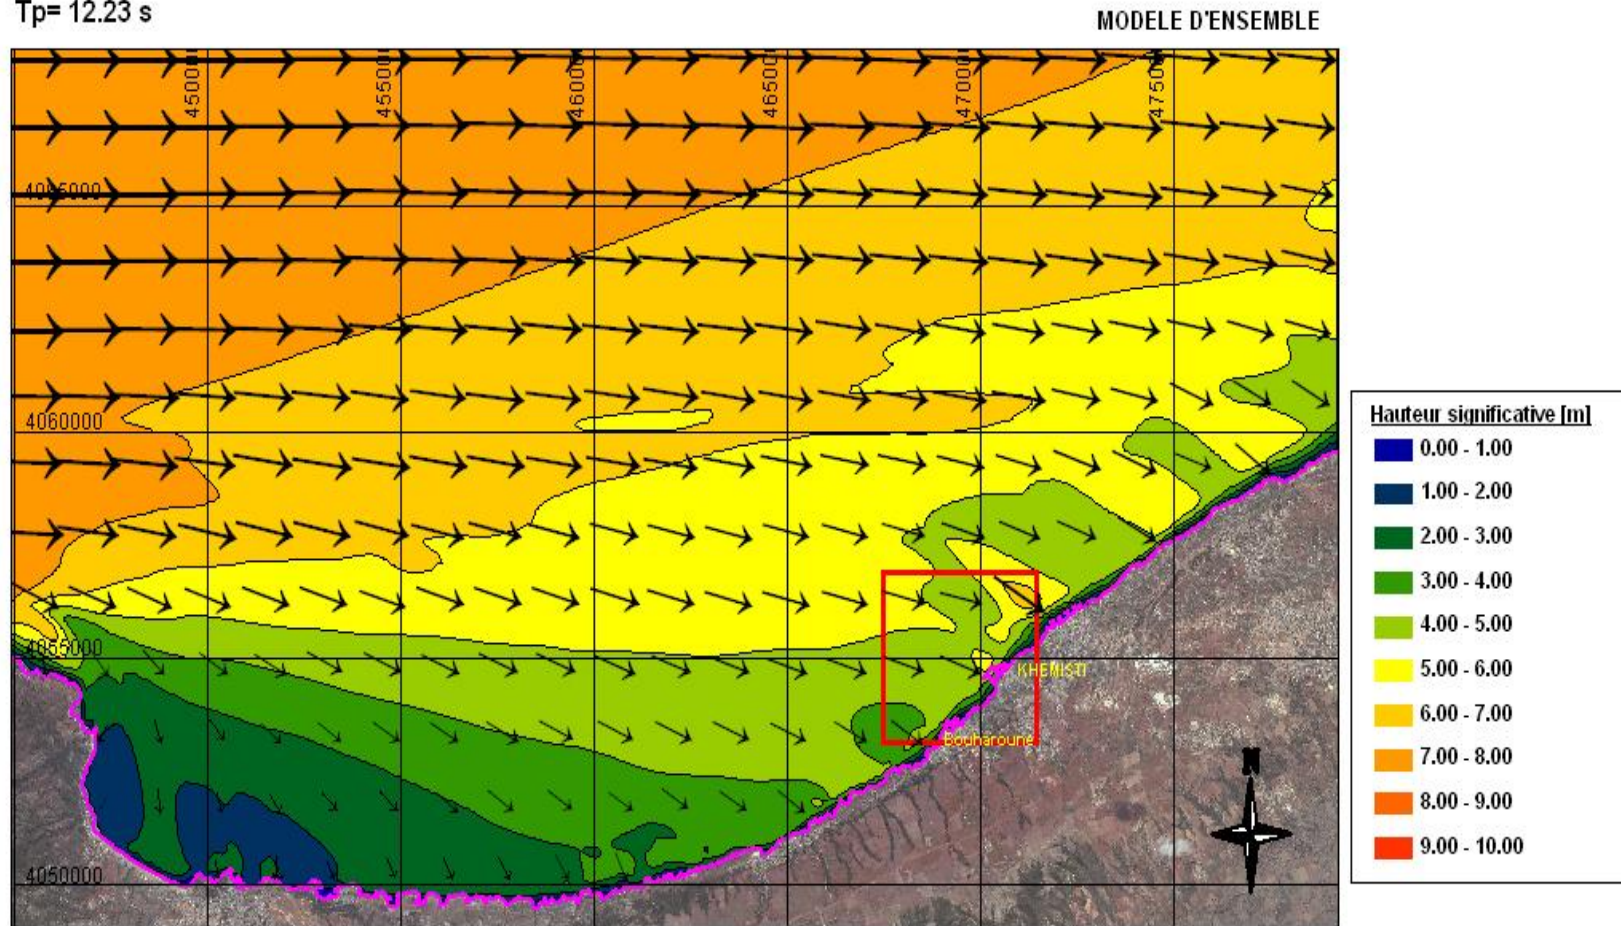 Tp= 12.23 s
MODELE D'ENSEMBLE
450000
455000
460000
465000
470000
475000
4065000
4060000
4055000
4050000
KHEMISTI
Bouharoune
N
Hauteur significative [m]
0.00 - 1.00
1.00 - 2.00
2.00 - 3.00
3.00 - 4.00
4.00 - 5.00
5.00 - 6.00
6.00 - 7.00
7.00 - 8.00
8.00 - 9.00
9.00 - 10.00